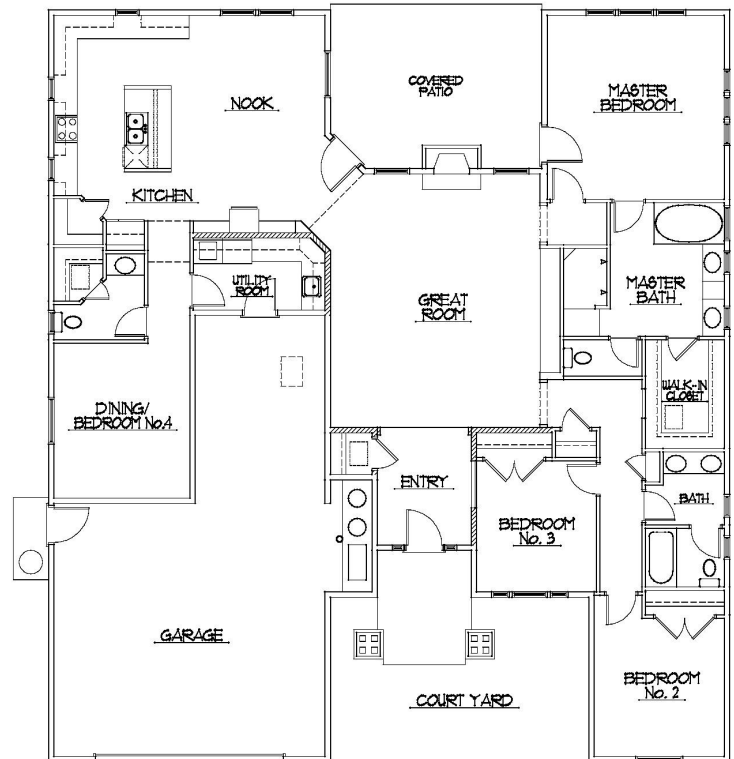 COVERED
PATIO
NOOK
MASTER
BEDROOM
KITCHEN
UTILITY
ROOM
GREAT
ROOM
MASTER
BATH
WALK-IN
CLOSET
DINING/
BEDROOM No.4
ENTRY
BATH
BEDROOM
No. 3
GARAGE
BEDROOM
No. 2
COURT YARD